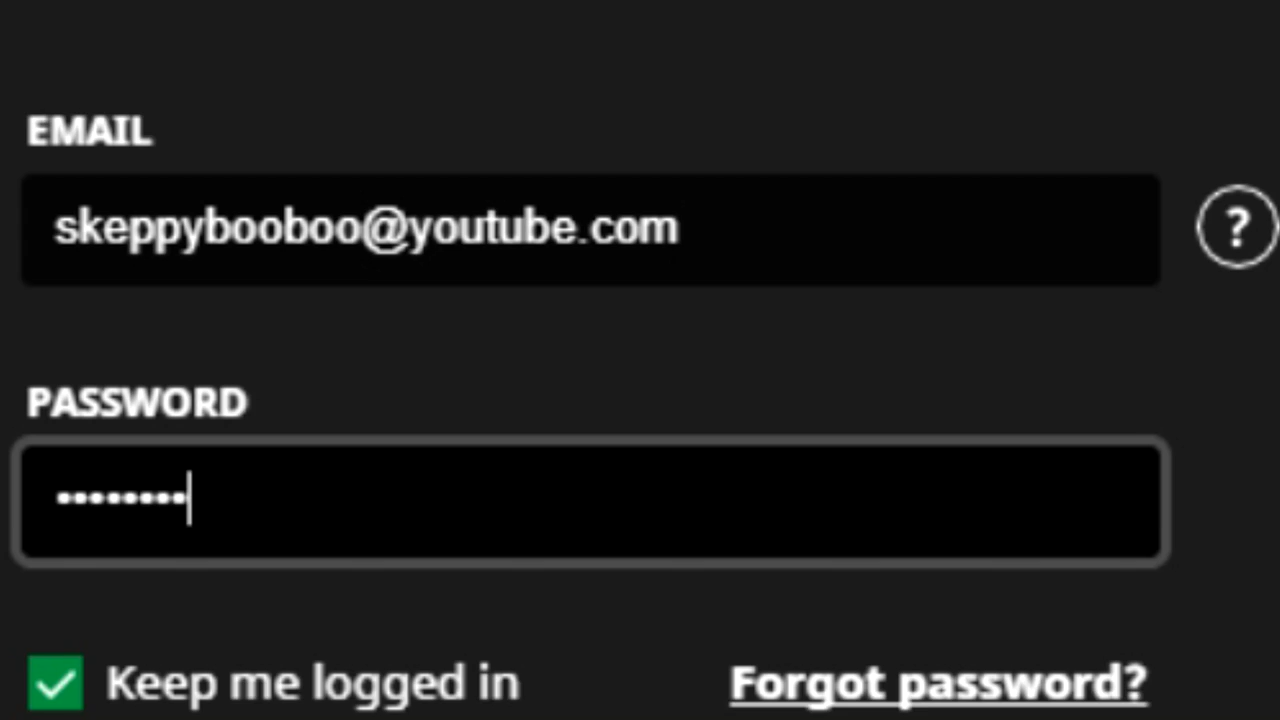 EMAIL
skeppybooboo@youtube.com
?
PASSWORD
••••••••
Keep me logged in
Forgot password?